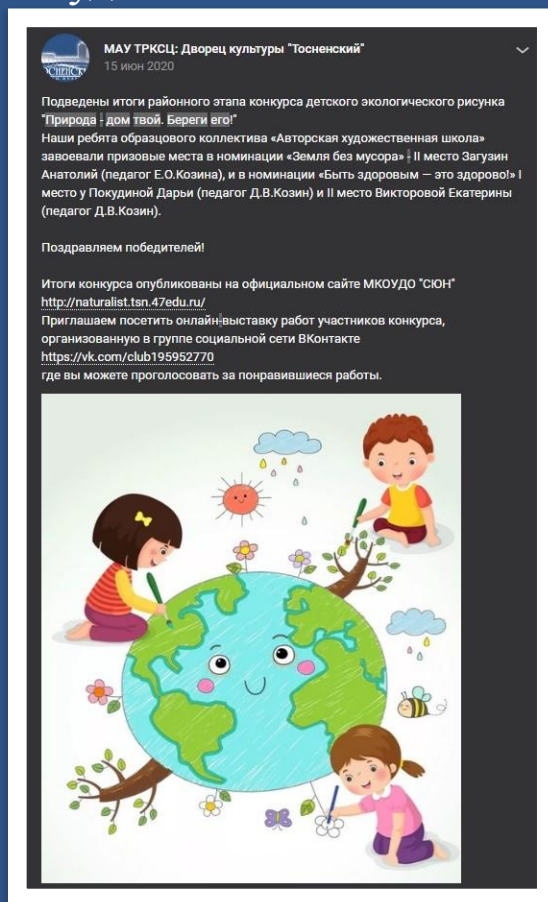 МАУ ТРКСЦ: Дворец культуры "Тосненский"
15 июн 2020
Подведены итоги районного этапа конкурса детского экологического рисунка
"Природа - дом твой. Береги его!"
Наши ребята образцового коллектива «Авторская художественная школа»
завоевали призовые места в номинации «Земля без мусора» - II место Загузин
Анатолий (педагог Е.О.Козина), и в номинации «Быть здоровым — это здорово!» I
место у Покудиной Дарьи (педагог Д.В.Козин) и II место Викторовой Екатерины
(педагог Д.В.Козин).
Поздравляем победителей!
Итоги конкурса опубликованы на официальном сайте МКОУДО "СЮН"
http://naturalist.tsn.47edu.ru/
Приглашаем посетить онлайн-выставку работ участников конкурса,
организованную в группе социальной сети ВКонтакте
https://vk.com/club195952770
где вы можете проголосовать за понравившиеся работы.